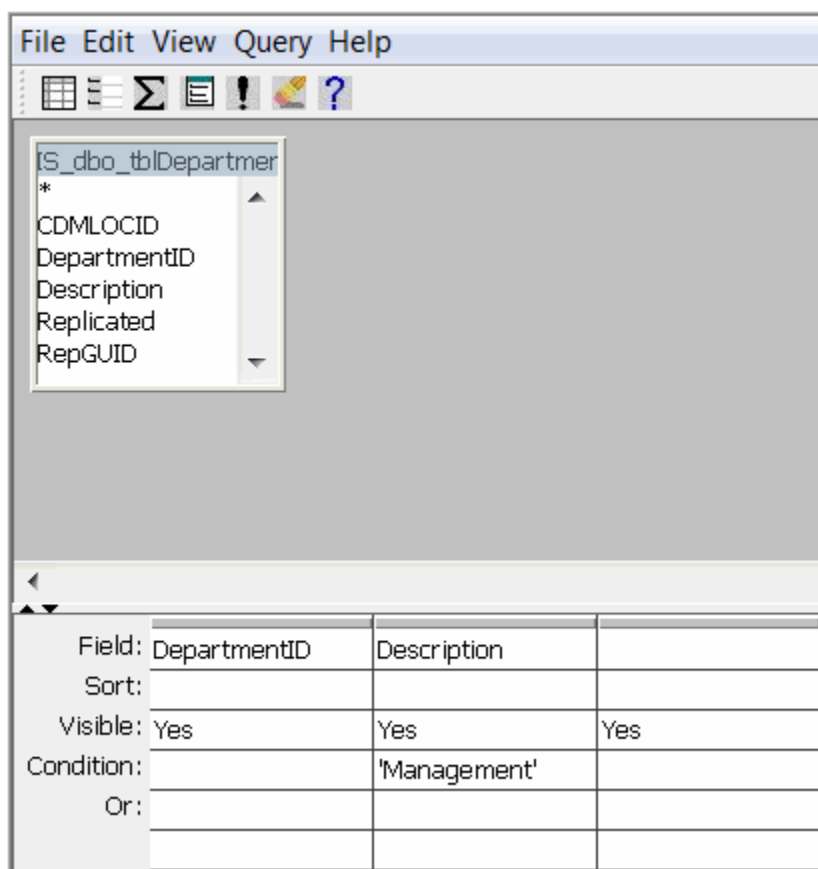 File Edit View Query Help
Σ ! ?
IS_dbo_tblDepartmer
*
CDMLOCID
DepartmentID
Description
Replicated
RepGUID
Field: DepartmentID Description
Sort:
Visible: Yes Yes Yes
Condition: 'Management'
Or: